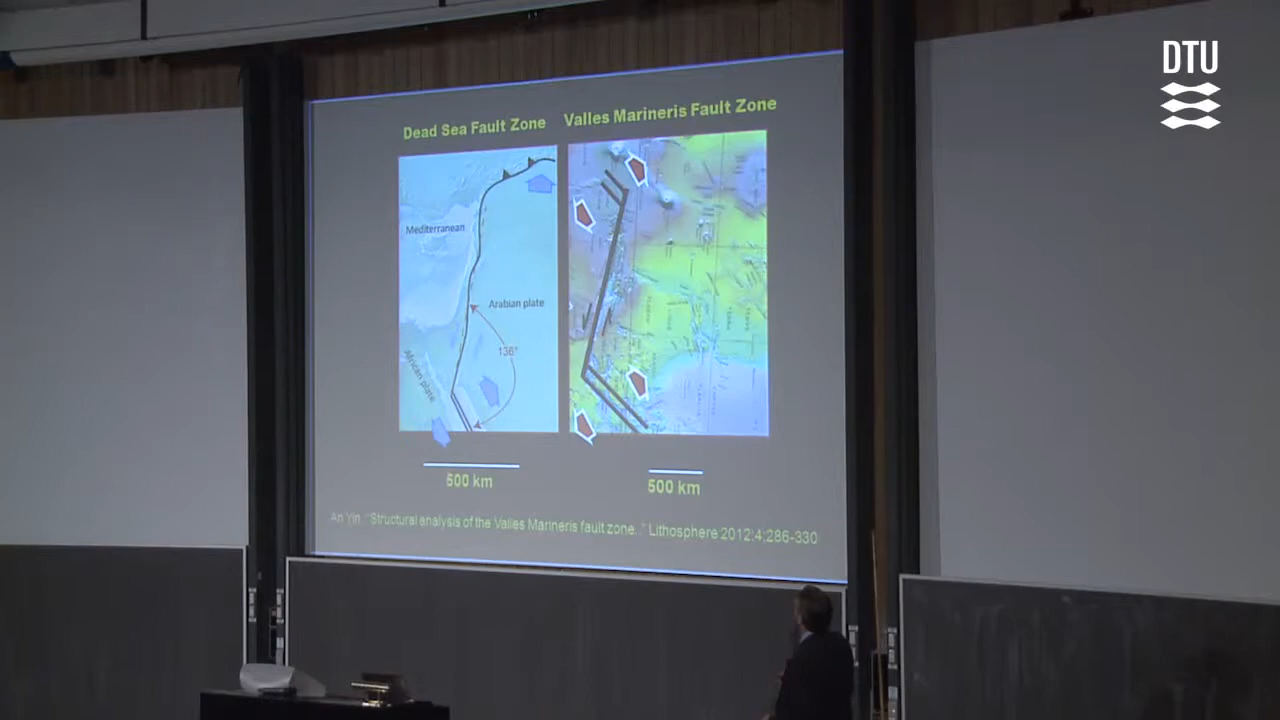 DTU
Dead Sea Fault Zone
Valles Marineris Fault Zone
Mediterranean
Arabian plate
136°
African plate
500 km
500 km
An Yin. "Structural analysis of the Valles Marineris fault zone.." Lithosphere 2012;4;286-330